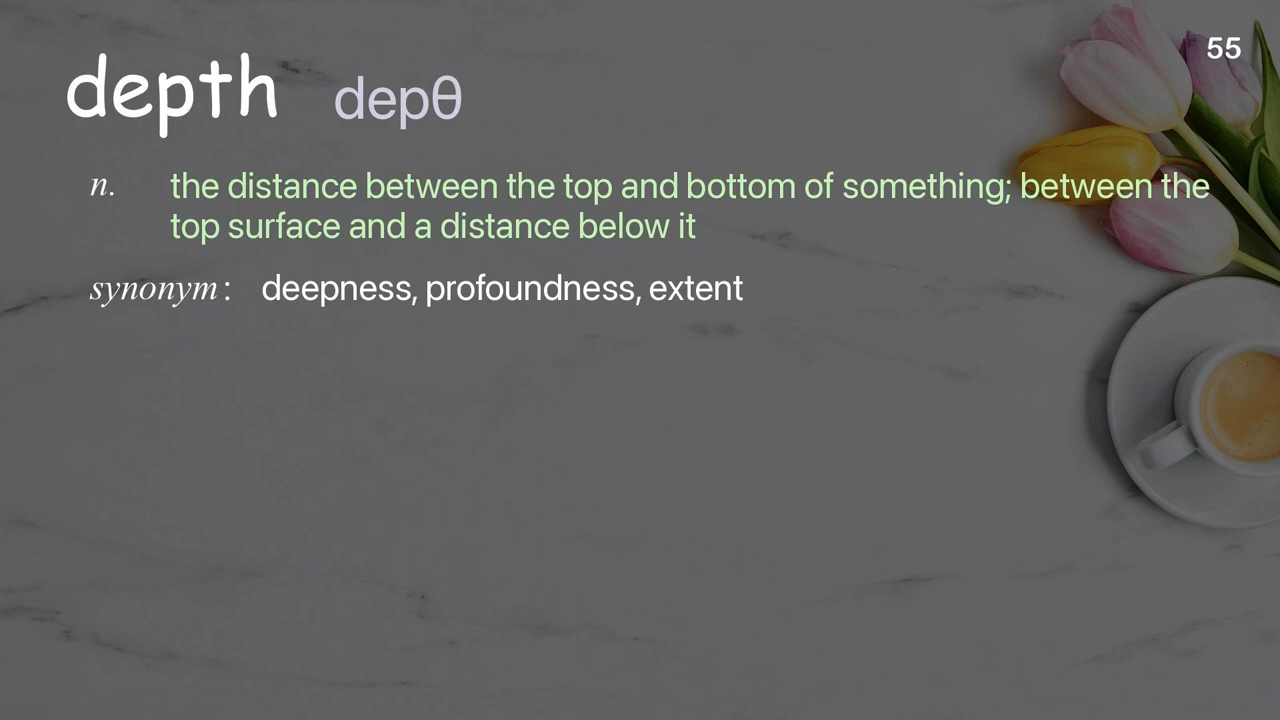 55
depth depθ
n. the distance between the top and bottom of something; between the
top surface and a distance below it
synonym: deepness, profoundness, extent